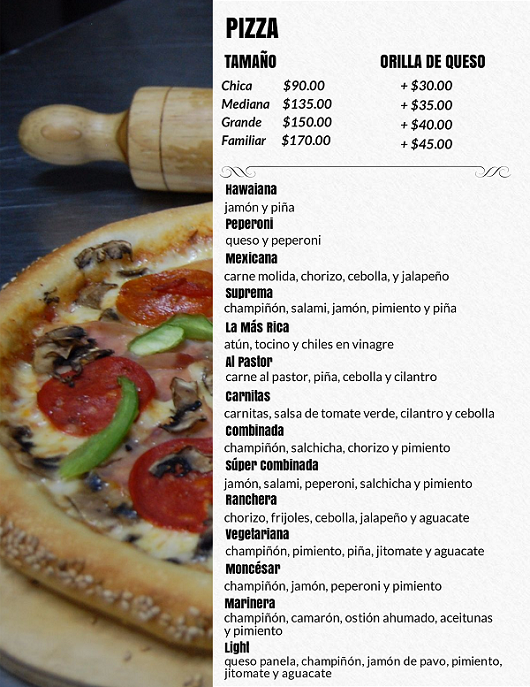 PIZZA
TAMAÑO ORILLA DE QUESO
Chica $90.00 + $30.00
Mediana $135.00 + $35.00
Grande $150.00 + $40.00
Familiar $170.00 + $45.00
Hawaiana
jamón y piña
Peperoni
queso y peperoni
Mexicana
carne molida, chorizo, cebolla, y jalapeño
Suprema
champiñón, salami, jamón, pimiento y piña
La Más Rica
atún, tocino y chiles en vinagre
Al Pastor
carne al pastor, piña, cebolla y cilantro
Carnitas
carnitas, salsa de tomate verde, cilantro y cebolla
Combinada
champiñón, salchicha, chorizo y pimiento
Súper Combinada
jamón, salami, peperoni, salchicha y pimiento
Ranchera
chorizo, frijoles, cebolla, jalapeño y aguacate
Vegetariana
champiñón, pimiento, piña, jitomate y aguacate
Moncésar
champiñón, jamón, peperoni y pimiento
Marinera
champiñón, camarón, ostión ahumado, aceitunas
y pimiento
Light
queso panela, champiñón, jamón de pavo, pimiento,
jitomate y aguacate